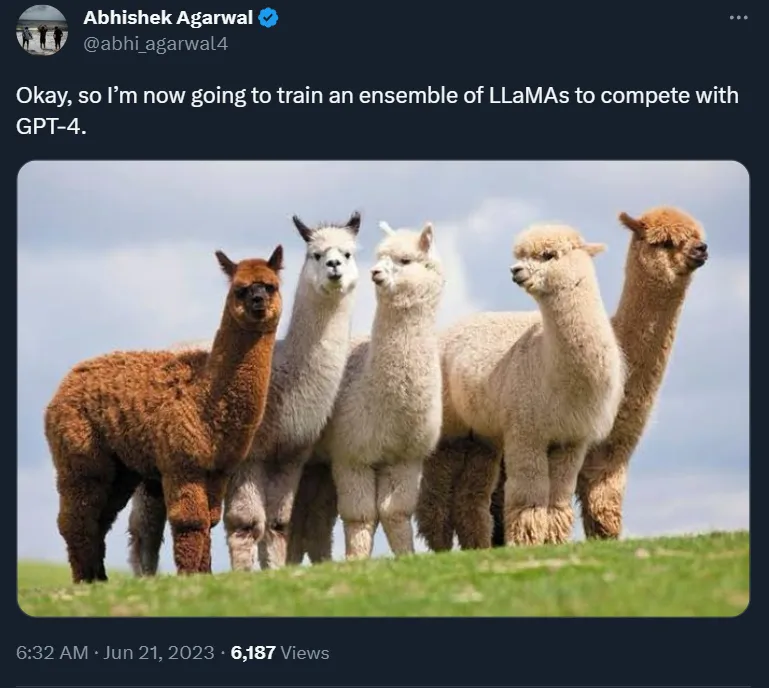 Abhishek Agarwal
@abhi_agarwal4
Okay, so I’m now going to train an ensemble of LLaMAs to compete with
GPT-4.
6:32 AM · Jun 21, 2023 · 6,187 Views